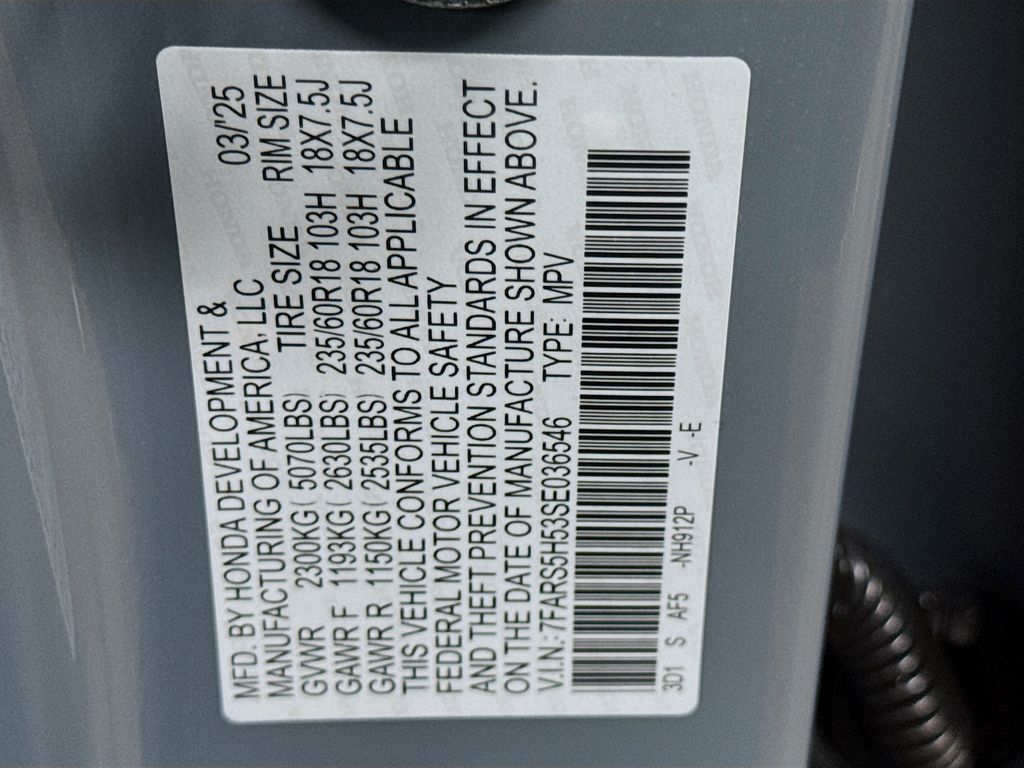 MFD. BY HONDA DEVELOPMENT & 03/'25
MANUFACTURING OF AMERICA, LLC
TIRE SIZE RIM SIZE
GVWR 2300KG( 5070LBS)
GAWR F 1193KG( 2630LBS) 235/60R18 103H 18X7.5J
GAWR R 1150KG( 2535LBS) 235/60R18 103H 18X7.5J
THIS VEHICLE CONFORMS TO ALL APPLICABLE
FEDERAL MOTOR VEHICLE SAFETY
AND THEFT PREVENTION STANDARDS IN EFFECT
ON THE DATE OF MANUFACTURE SHOWN ABOVE.
V.I.N.: 7FARS5H53SE036546 TYPE: MPV
3D1 S AF5 -NH912P -V -E